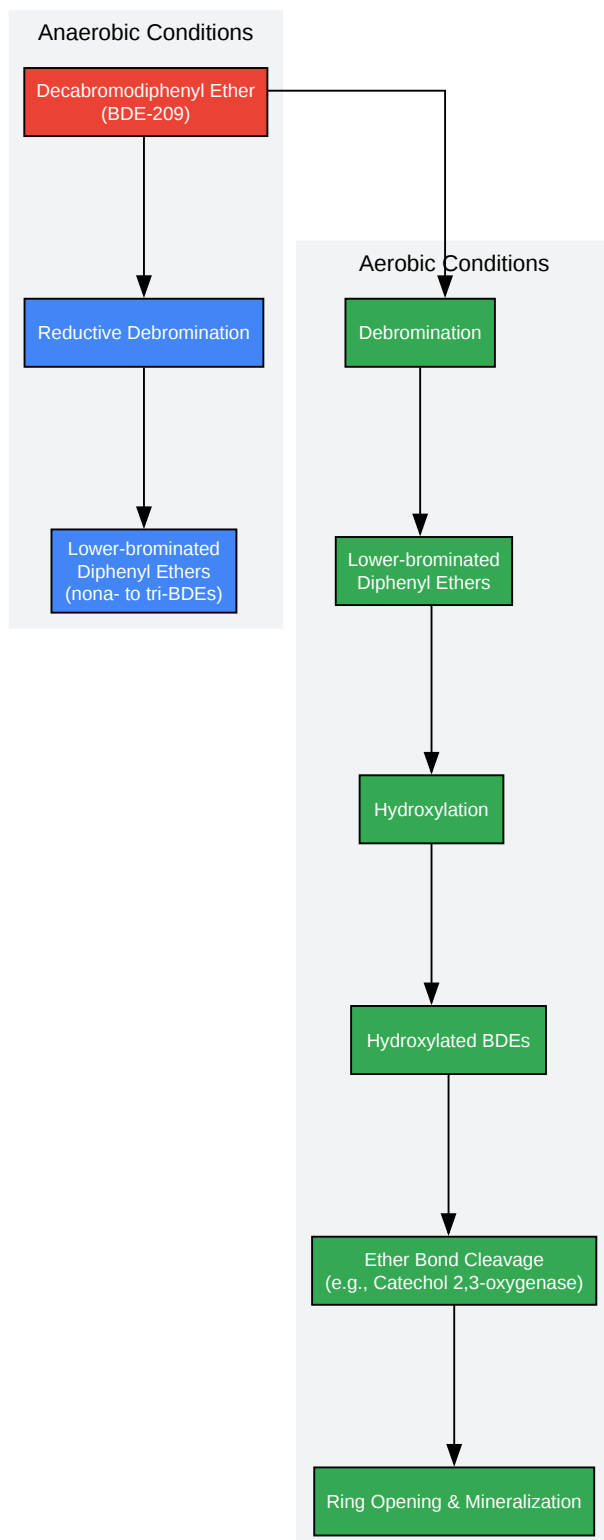 Anaerobic Conditions
Decabromodiphenyl Ether
(BDE-209)
Reductive Debromination
Lower-brominated
Diphenyl Ethers
(nona- to tri-BDEs)
Aerobic Conditions
Debromination
Lower-brominated
Diphenyl Ethers
Hydroxylation
Hydroxylated BDEs
Ether Bond Cleavage
(e.g., Catechol 2,3-oxygenase)
Ring Opening & Mineralization